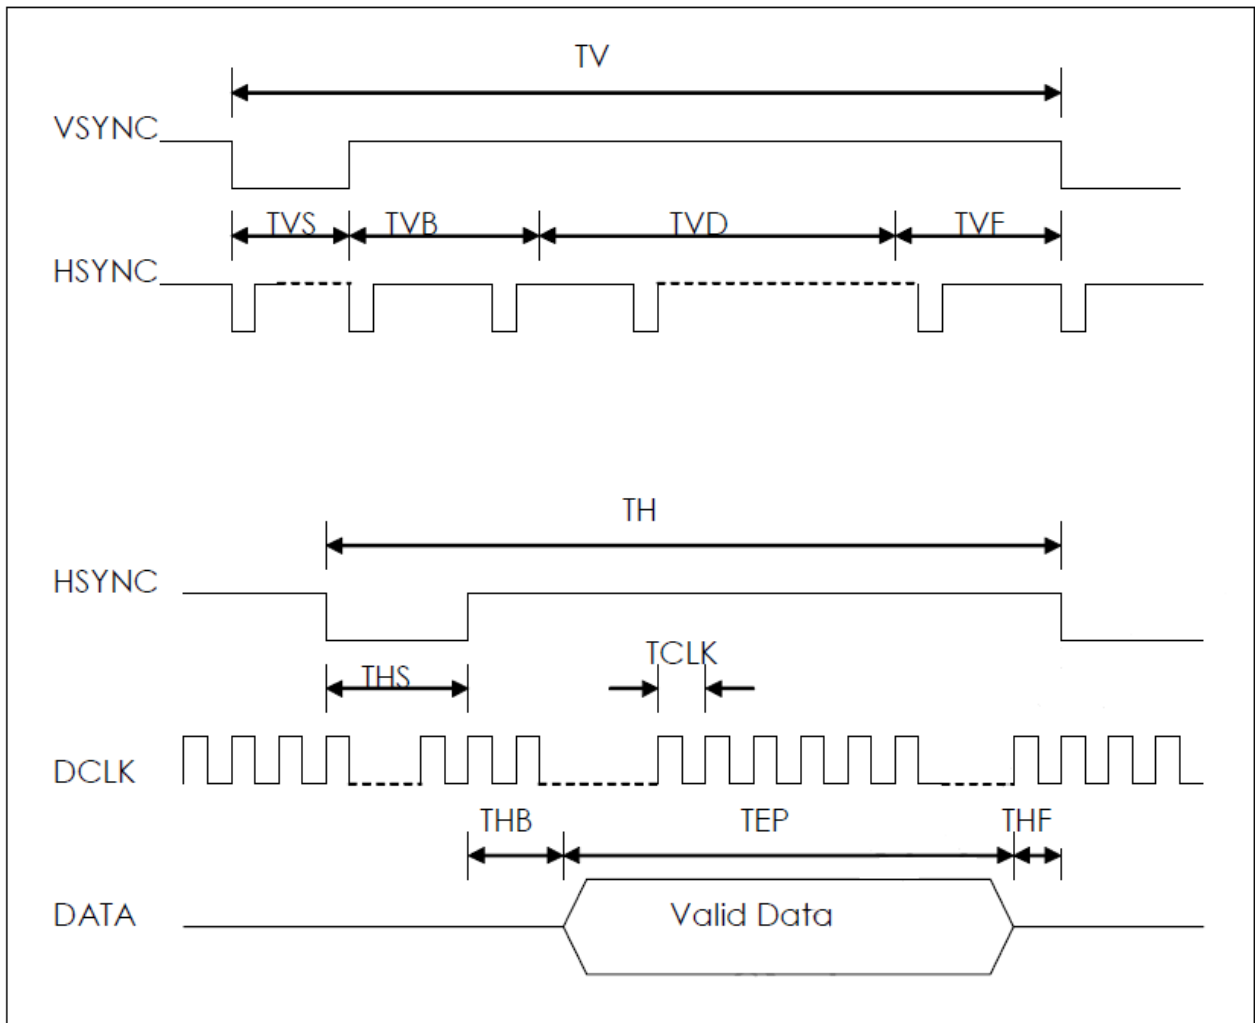 TV
VSYNC
TVS TVB TVD TVF
HSYNC
TH
HSYNC
TCLK
THS
DCLK
THB TEP THF
DATA Valid Data